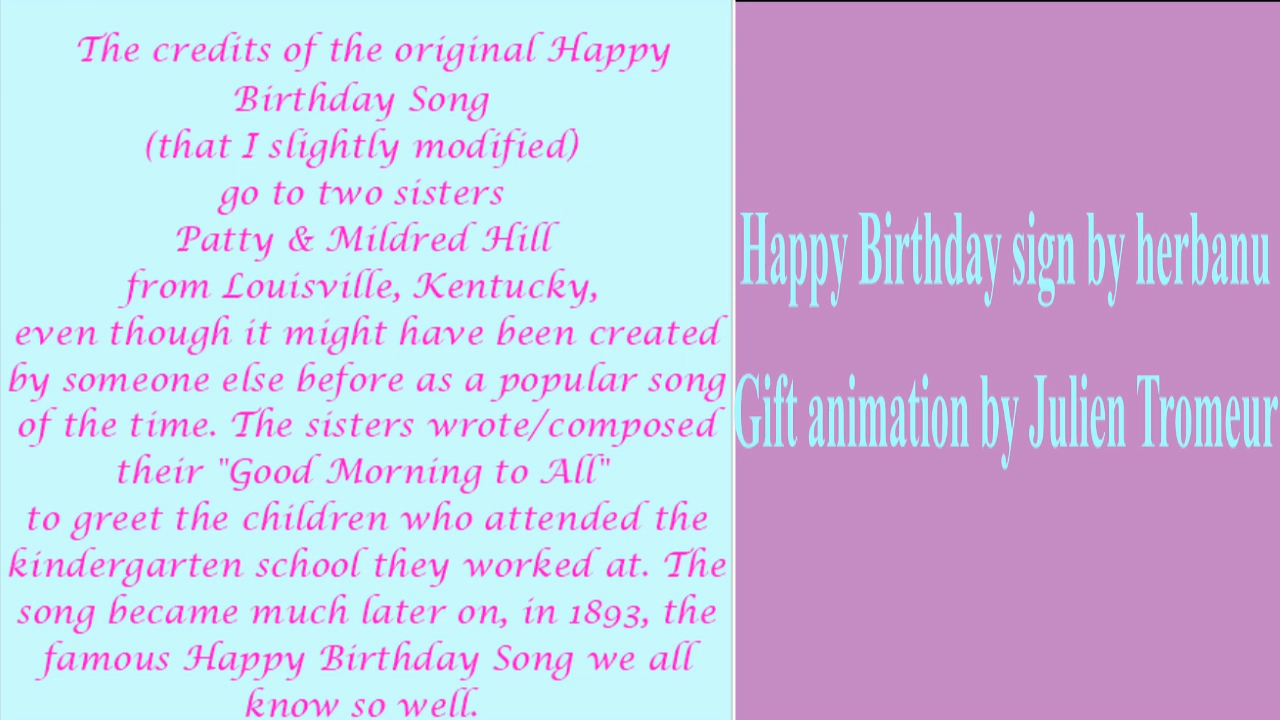 The credits of the original Happy
Birthday Song
(that I slightly modified)
go to two sisters
Patty & Mildred Hill
from Louisville, Kentucky,
even though it might have been created
by someone else before as a popular song
of the time. The sisters wrote/composed
their "Good Morning to All"
to greet the children who attended the
kindergarten school they worked at. The
song became much later on, in 1893, the
famous Happy Birthday Song we all
know so well.
Happy Birthday sign by herbanu
Gift animation by Julien Tromeur